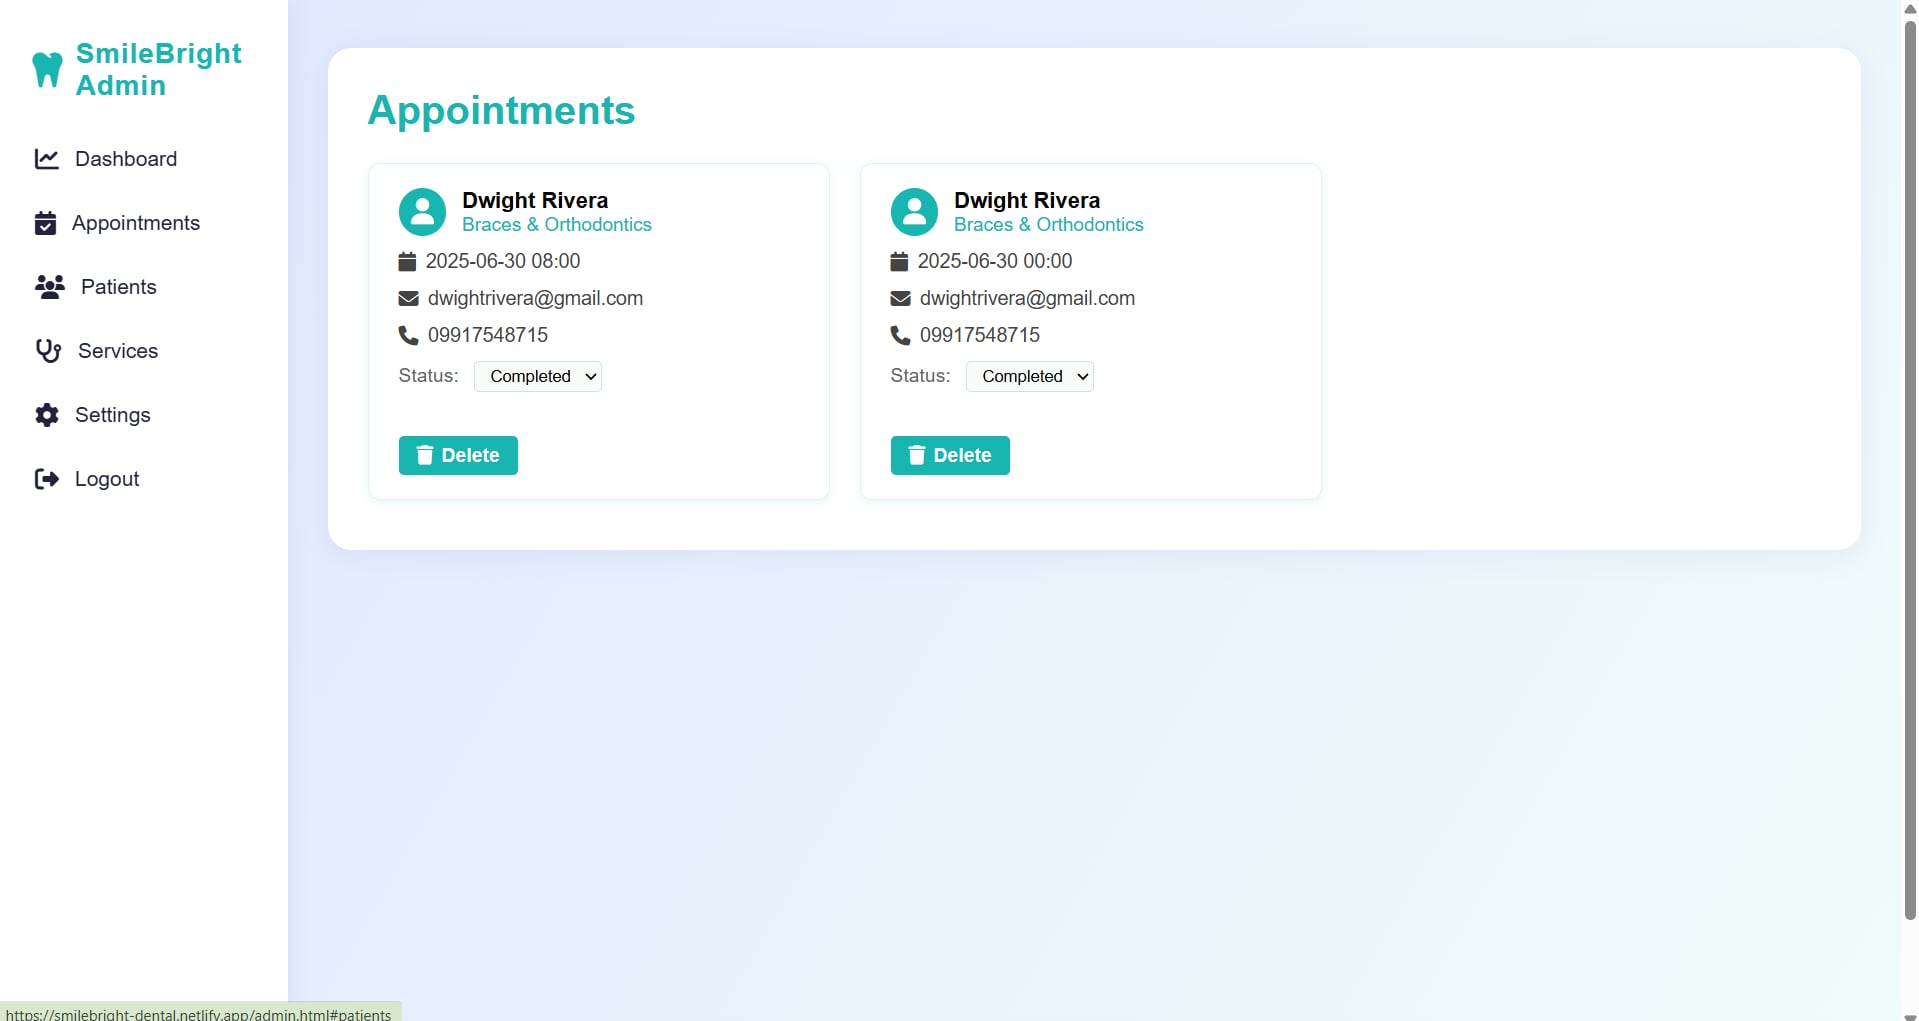 SmileBright
Admin
Dashboard
Appointments
Patients
Services
Settings
Logout
Appointments
Dwight Rivera
Braces & Orthodontics
2025-06-30 08:00
dwightrivera@gmail.com
09917548715
Status: Completed
Delete
Dwight Rivera
Braces & Orthodontics
2025-06-30 00:00
dwightrivera@gmail.com
09917548715
Status: Completed
Delete
https://smilebright-dental.netlify.app/admin.html#patients